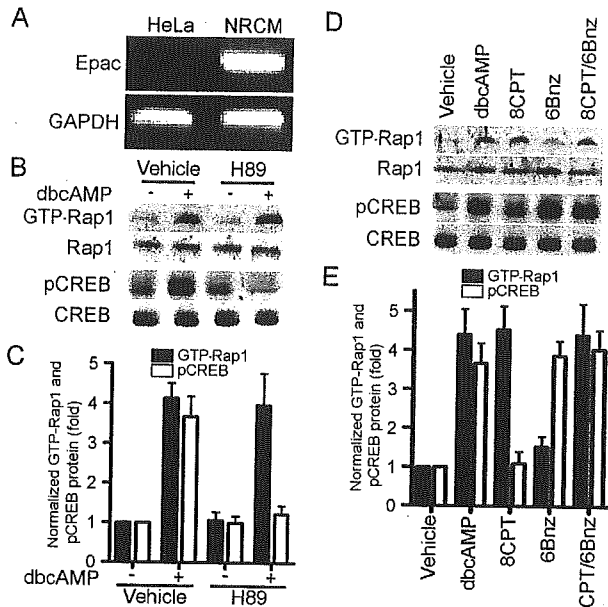 A
HeLa NRCM
Epac
GAPDH
B
Vehicle H89
dbcAMP - + - +
GTP-Rap1
Rap1
pCREB
CREB
C
GTP-Rap1
pCREB
Normalized GTP-Rap1 and
pCREB protein (fold)
5
4
3
2
1
0
dbcAMP - + - +
Vehicle H89
D
Vehicle
dbcAMP
8CPT
6Bnz
8CPT/6Bnz
GTP-Rap1
Rap1
pCREB
CREB
E
GTP-Rap1
pCREB
Normalized GTP-Rap1 and
pCREB protein (fold)
5
4
3
2
1
0
Vehicle
dbcAMP
8CPT
6Bnz
CPT/6Bnz